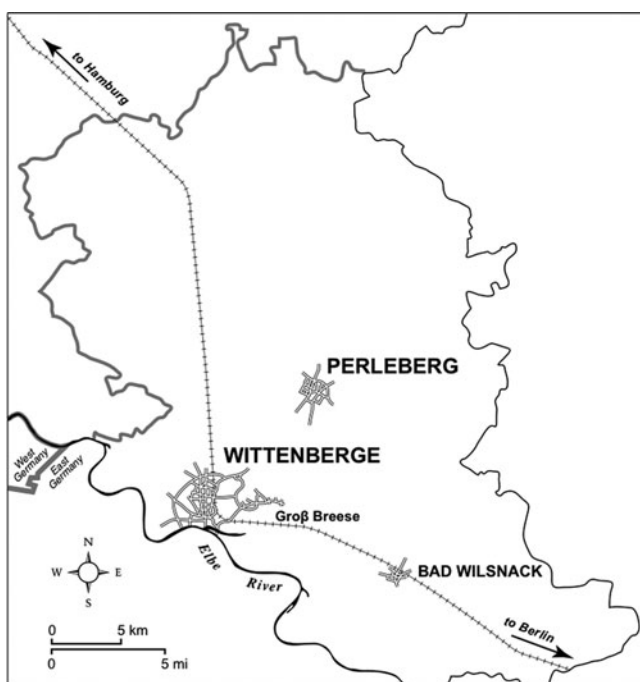 to Hamburg
PERLEBERG
WITTENBERGE
West
Germany
East
Germany
Groβ Breese
Elbe
River
BAD WILSNACK
N
W E
S
to Berlin
0 5 km
0 5 mi